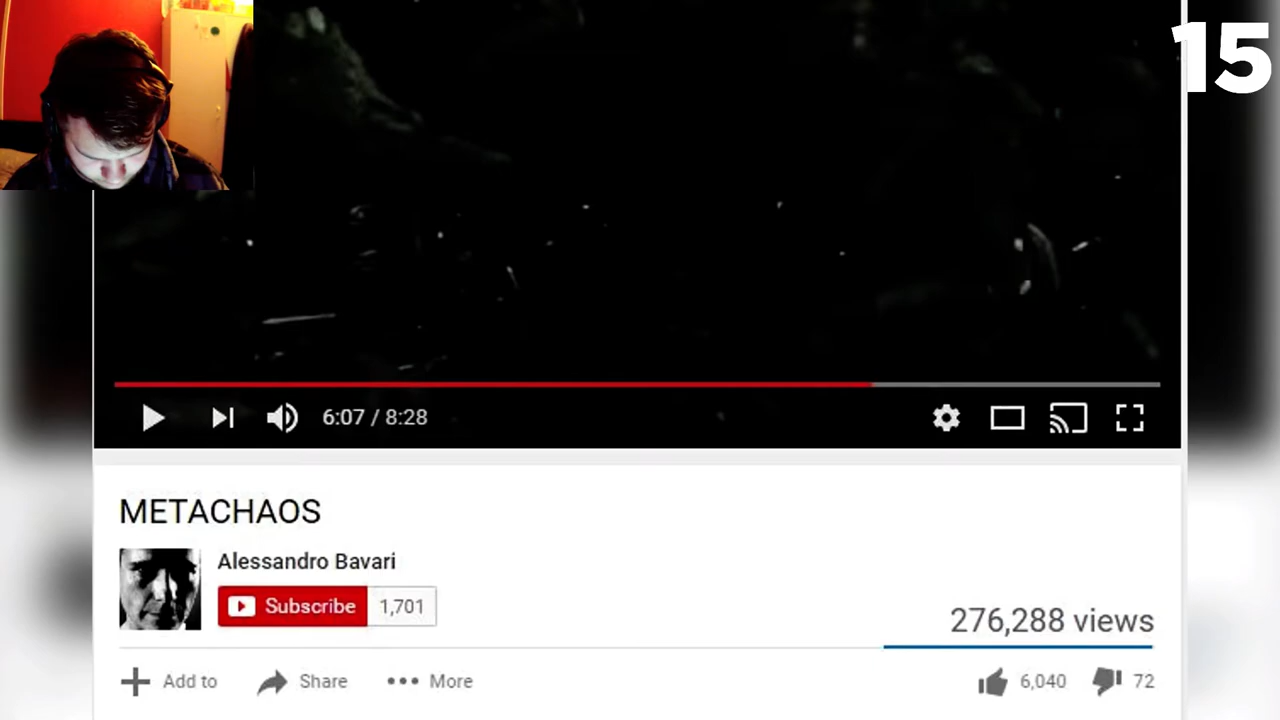 15
6:07 / 8:28
METACHAOS
Alessandro Bavari
Subscribe 1,701
276,288 views
Add to Share More 6,040 72